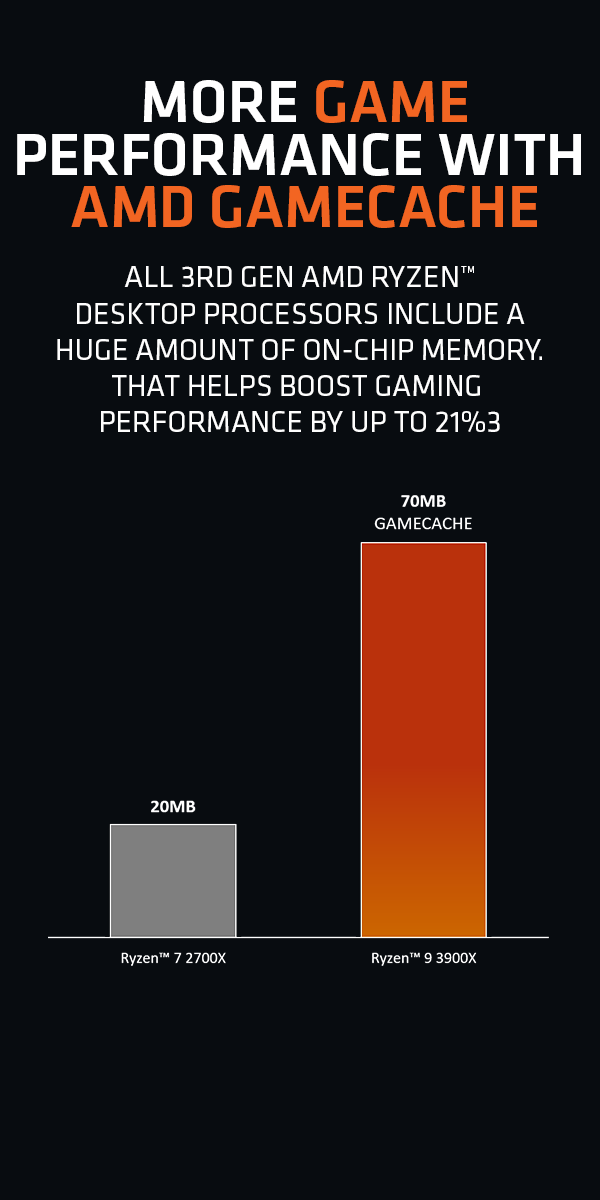 MORE GAME
PERFORMANCE WITH
AMD GAMECACHE
ALL 3RD GEN AMD RYZEN™
DESKTOP PROCESSORS INCLUDE A
HUGE AMOUNT OF ON-CHIP MEMORY.
THAT HELPS BOOST GAMING
PERFORMANCE BY UP TO 21%3
70MB
GAMECACHE
20MB
Ryzen™ 7 2700X
Ryzen™ 9 3900X